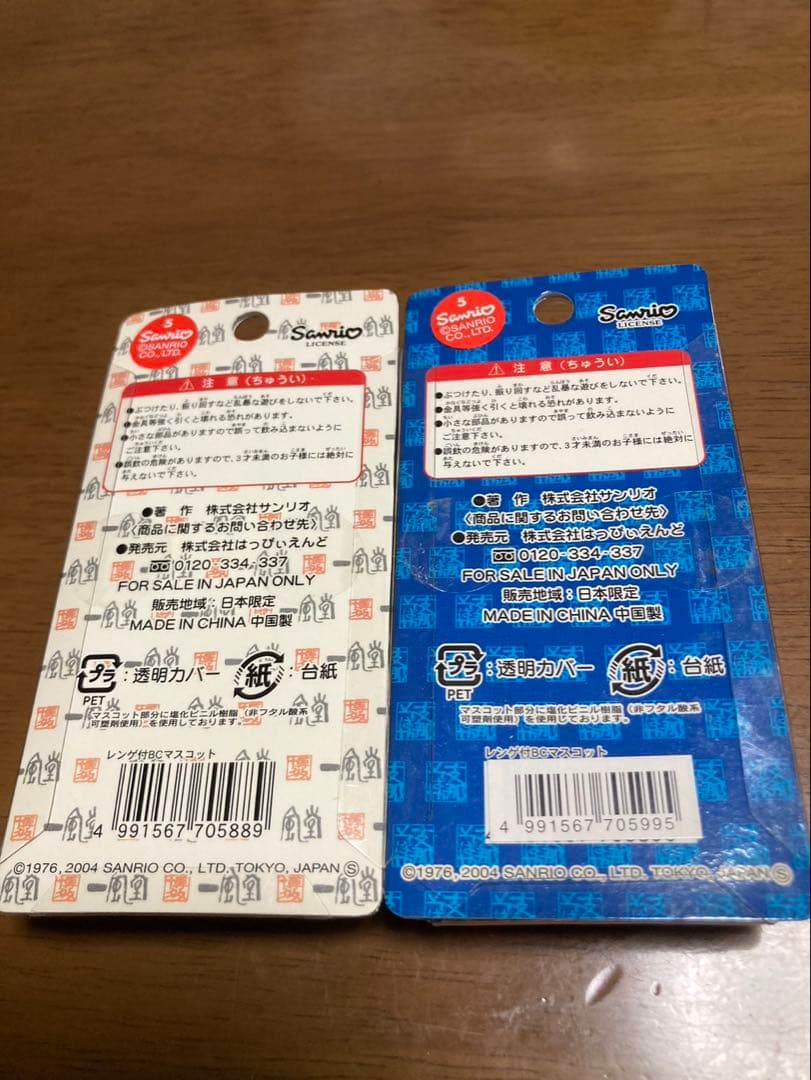 5
Sanrio
©SANRIO
CO., LTD.
Sanrio
LICENSE
注意(ちゅうい)
●ぶつけたり、振り回すなど乱暴な遊びをしないで下さい。
●金具等強く引くと壊れる恐れがあります。
●小さな部品がありますので誤って飲み込まないように
ご注意下さい。
●誤飲の危険がありますので、3才未満のお子様には絶対に
与えないで下さい。
●著作 株式会社サンリオ
〈商品に関するお問い合わせ先〉
●発売元 株式会社はっぴぃえんど
0120-334-337
FOR SALE IN JAPAN ONLY
販売地域:日本限定
MADE IN CHINA 中国製
プラ:透明カバー 紙:台紙
PET
マスコット部分に塩化ビニル樹脂(非フタル酸系
可塑剤使用)を使用しております。
レンゲ付BCマスコット
4 991567 705889
©1976, 2004 SANRIO CO., LTD. TOKYO, JAPAN Ⓢ
一風堂
5
Sanrio
©SANRIO
CO., LTD.
Sanrio
LICENSE
注意(ちゅうい)
●ぶつけたり、振り回すなど乱暴な遊びをしないで下さい。
●金具等強く引くと壊れる恐れがあります。
●小さな部品がありますので誤って飲み込まないように
ご注意下さい。
●誤飲の危険がありますので、3才未満のお子様には絶対に
与えないで下さい。
●著作 株式会社サンリオ
〈商品に関するお問い合わせ先〉
●発売元 株式会社はっぴぃえんど
0120-334-337
FOR SALE IN JAPAN ONLY
販売地域:日本限定
MADE IN CHINA 中国製
プラ:透明カバー 紙:台紙
PET
マスコット部分に塩化ビニル樹脂(非フタル酸系
可塑剤使用)を使用しております。
レンゲ付BCマスコット
4 991567 705995
©1976, 2004 SANRIO CO., LTD. TOKYO, JAPAN Ⓢ